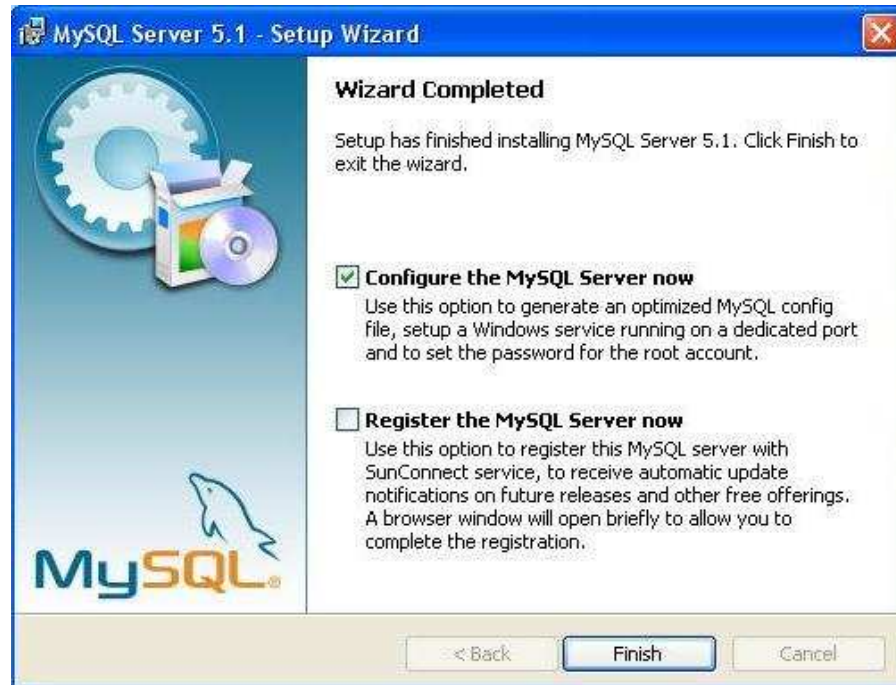 MySQL Server 5.1 - Setup Wizard
Wizard Completed
Setup has finished installing MySQL Server 5.1. Click Finish to
exit the wizard.
Configure the MySQL Server now
Use this option to generate an optimized MySQL config
file, setup a Windows service running on a dedicated port
and to set the password for the root account.
Register the MySQL Server now
Use this option to register this MySQL server with
SunConnect service, to receive automatic update
notifications on future releases and other free offerings.
A browser window will open briefly to allow you to
complete the registration.
MySQL®
< Back
Finish
Cancel